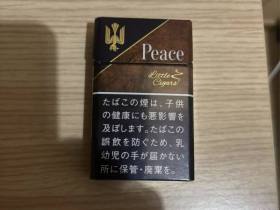 Peace
Little
Cigars
たばこの煙は、子供
の健康にも悪影響を
及ぼします。たばこの
誤飲を防ぐため、乳
幼児の手が届かない
所に保管・廃棄を。